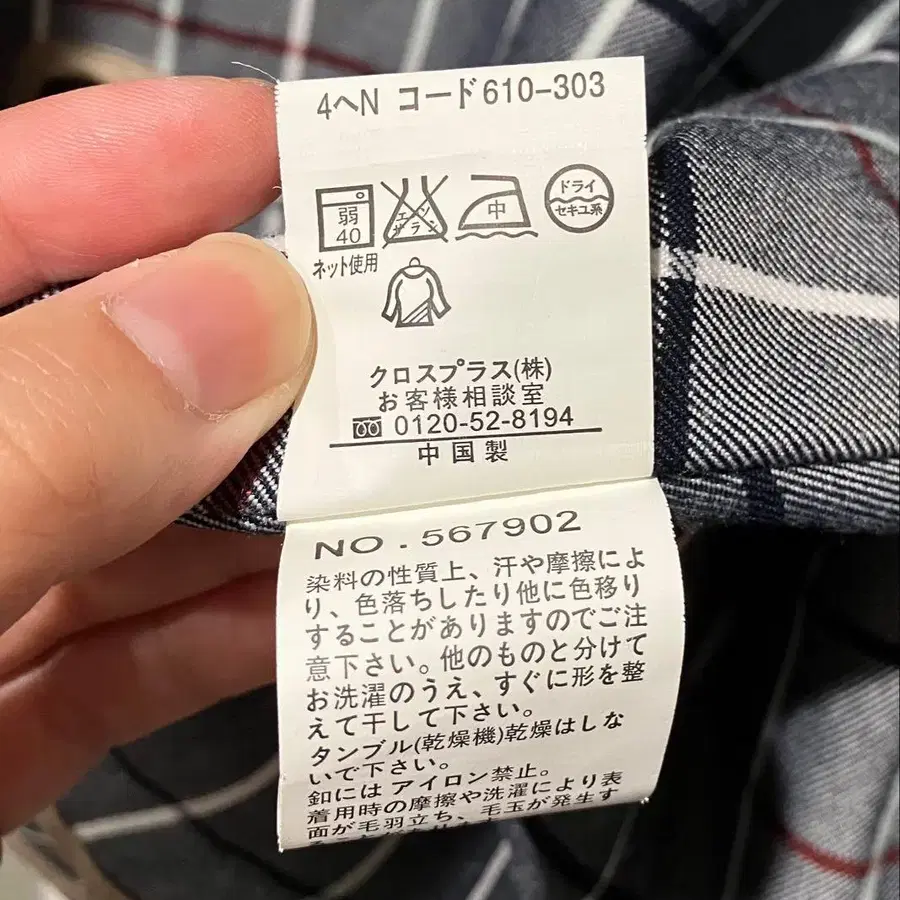 4ヘN コード610-303
弱
40
エンソ
サラシ
中
ドライ
セキユ系
ネット使用
クロスプラス(株)
お客様相談室
0120-52-8194
中国製
NO.567902
染料の性質上、汗や摩擦によ
り、色落ちしたり他に色移り
することがありますのでご注
意下さい。他のものと分けて
お洗濯のうえ、すぐに形を整
えて干して下さい。
タンブル(乾燥機)乾燥はしな
いで下さい。
釦には アイロン禁止。
着用時の摩擦や洗濯により表
面が毛羽立ち、毛玉が発生す